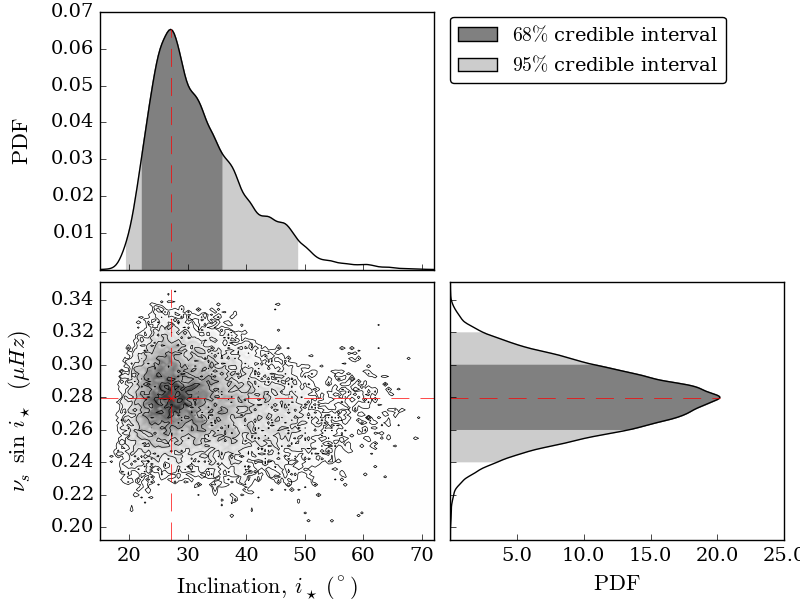 0.07
0.06
0.05
0.04
0.03
0.02
0.01
PDF
68% credible interval
95% credible interval
0.34
0.32
0.30
0.28
0.26
0.24
0.22
0.20
ν_s sin i_⋆ (μHz)
20 30 40 50 60 70
Inclination, i_⋆ (°)
5.0 10.0 15.0 20.0 25.0
PDF